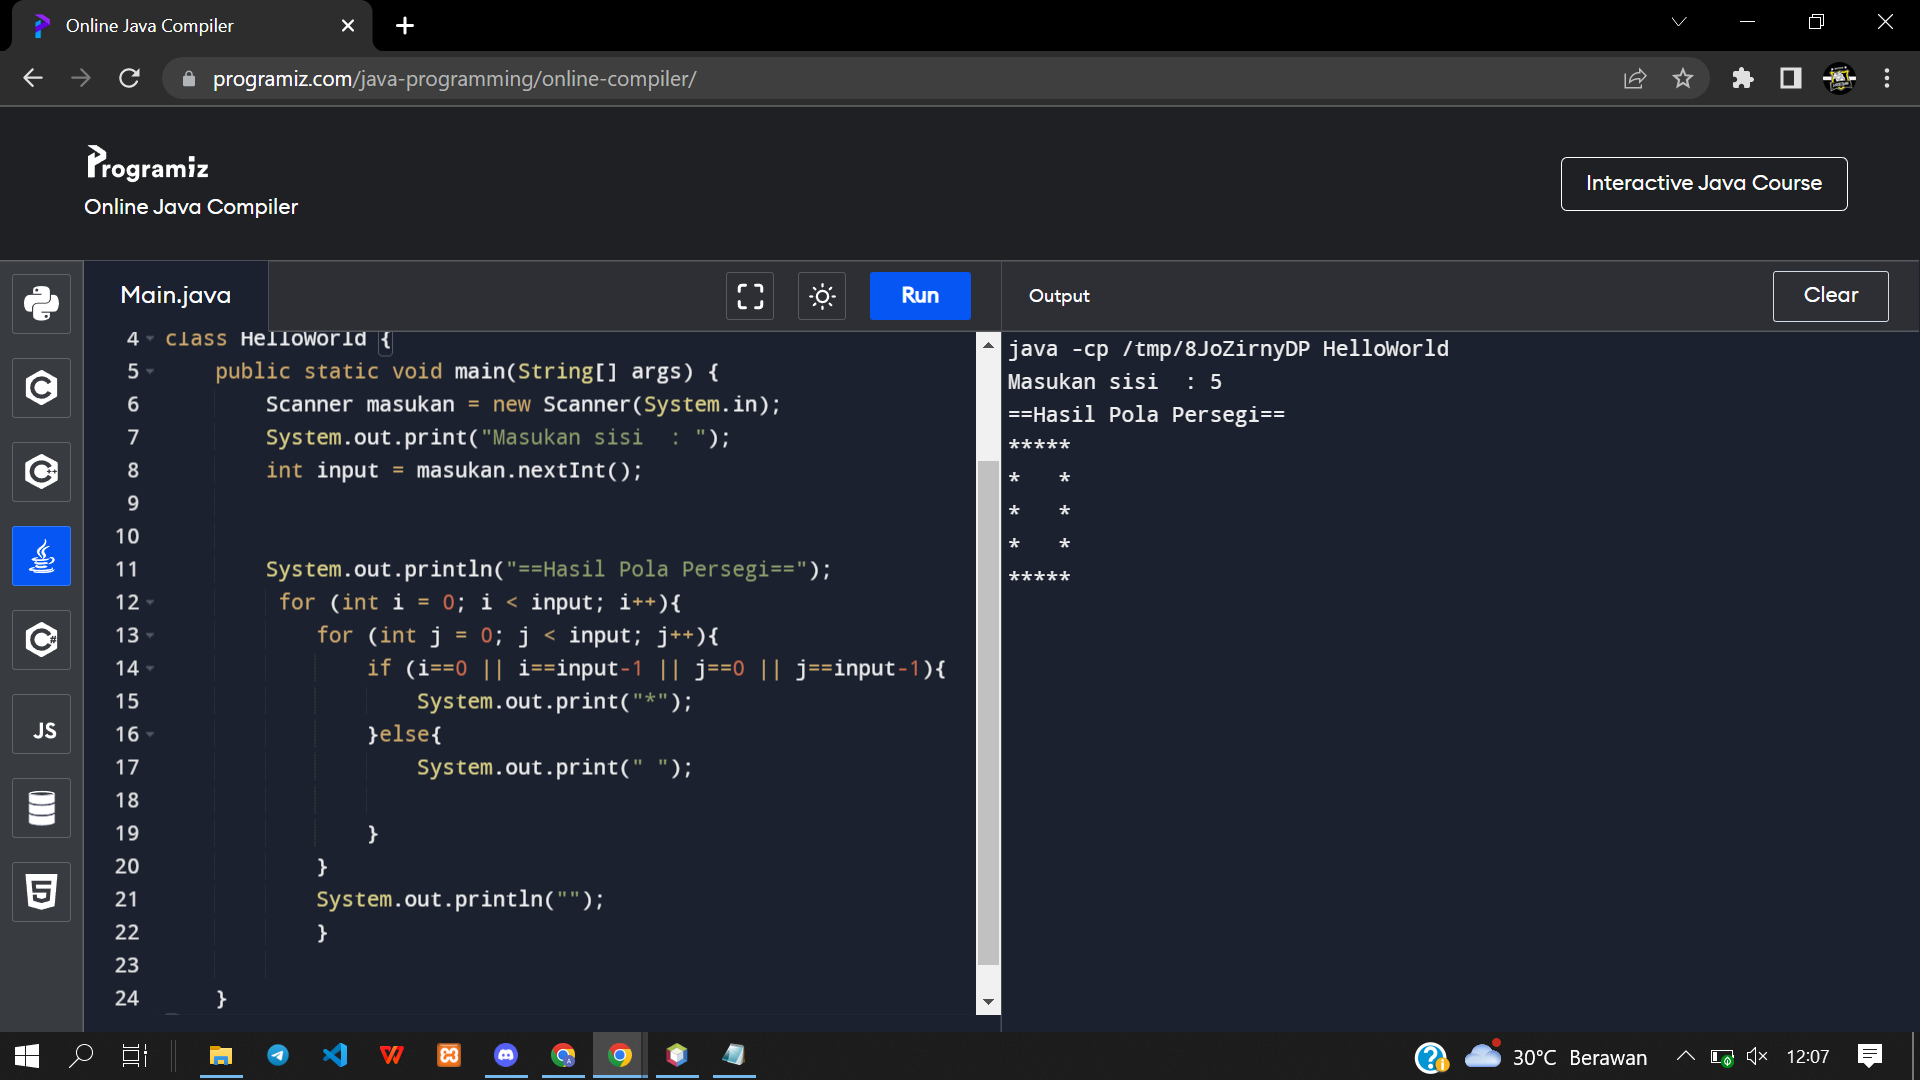 Online Java Compiler
programiz.com/java-programming/online-compiler/
Programiz
Online Java Compiler
Interactive Java Course
Main.java
Run
Output
Clear
4 class HelloWorld {
5     public static void main(String[] args) {
6         Scanner masukan = new Scanner(System.in);
7         System.out.print("Masukan sisi  : ");
8         int input = masukan.nextInt();
9
10
11         System.out.println("==Hasil Pola Persegi==");
12          for (int i = 0; i < input; i++){
13             for (int j = 0; j < input; j++){
14                 if (i==0 || i==input-1 || j==0 || j==input-1){
15                     System.out.print("*");
16                 }else{
17                     System.out.print(" ");
18
19                 }
20             }
21             System.out.println("");
22             }
23
24     }
java -cp /tmp/8JoZirnyDP HelloWorld
Masukan sisi  : 5
==Hasil Pola Persegi==
*****
*   *
*   *
*   *
*****
JS
30°C Berawan
12:07